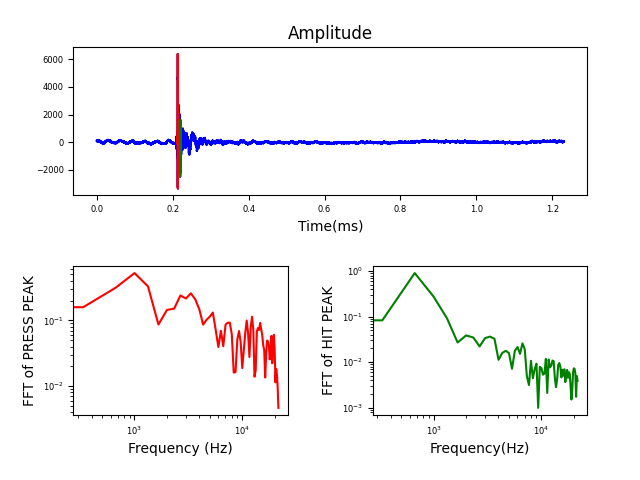 Amplitude
6000
4000
2000
0
−2000
0.0 0.2 0.4 0.6 0.8 1.0 1.2
Time(ms)
FFT of PRESS PEAK
10⁻¹
10⁻²
10³ 10⁴
Frequency (Hz)
FFT of HIT PEAK
10⁰
10⁻¹
10⁻²
10⁻³
10³ 10⁴
Frequency(Hz)